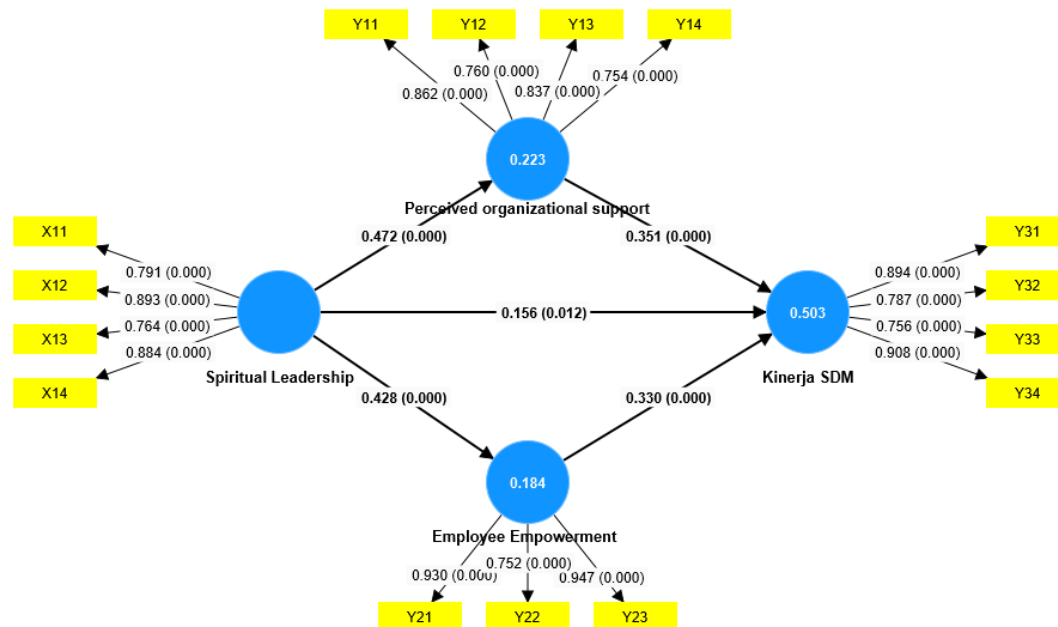 Y11
Y12
Y13
Y14
0.862 (0.000)
0.760 (0.000)
0.837 (0.000)
0.754 (0.000)
0.223
Perceived organizational support
0.472 (0.000)
0.351 (0.000)
X11
X12
X13
X14
0.791 (0.000)
0.893 (0.000)
0.764 (0.000)
0.884 (0.000)
Spiritual Leadership
0.156 (0.012)
0.503
Kinerja SDM
0.894 (0.000)
0.787 (0.000)
0.756 (0.000)
0.908 (0.000)
Y31
Y32
Y33
Y34
0.428 (0.000)
0.330 (0.000)
0.184
Employee Empowerment
0.930 (0.000)
0.752 (0.000)
0.947 (0.000)
Y21
Y22
Y23